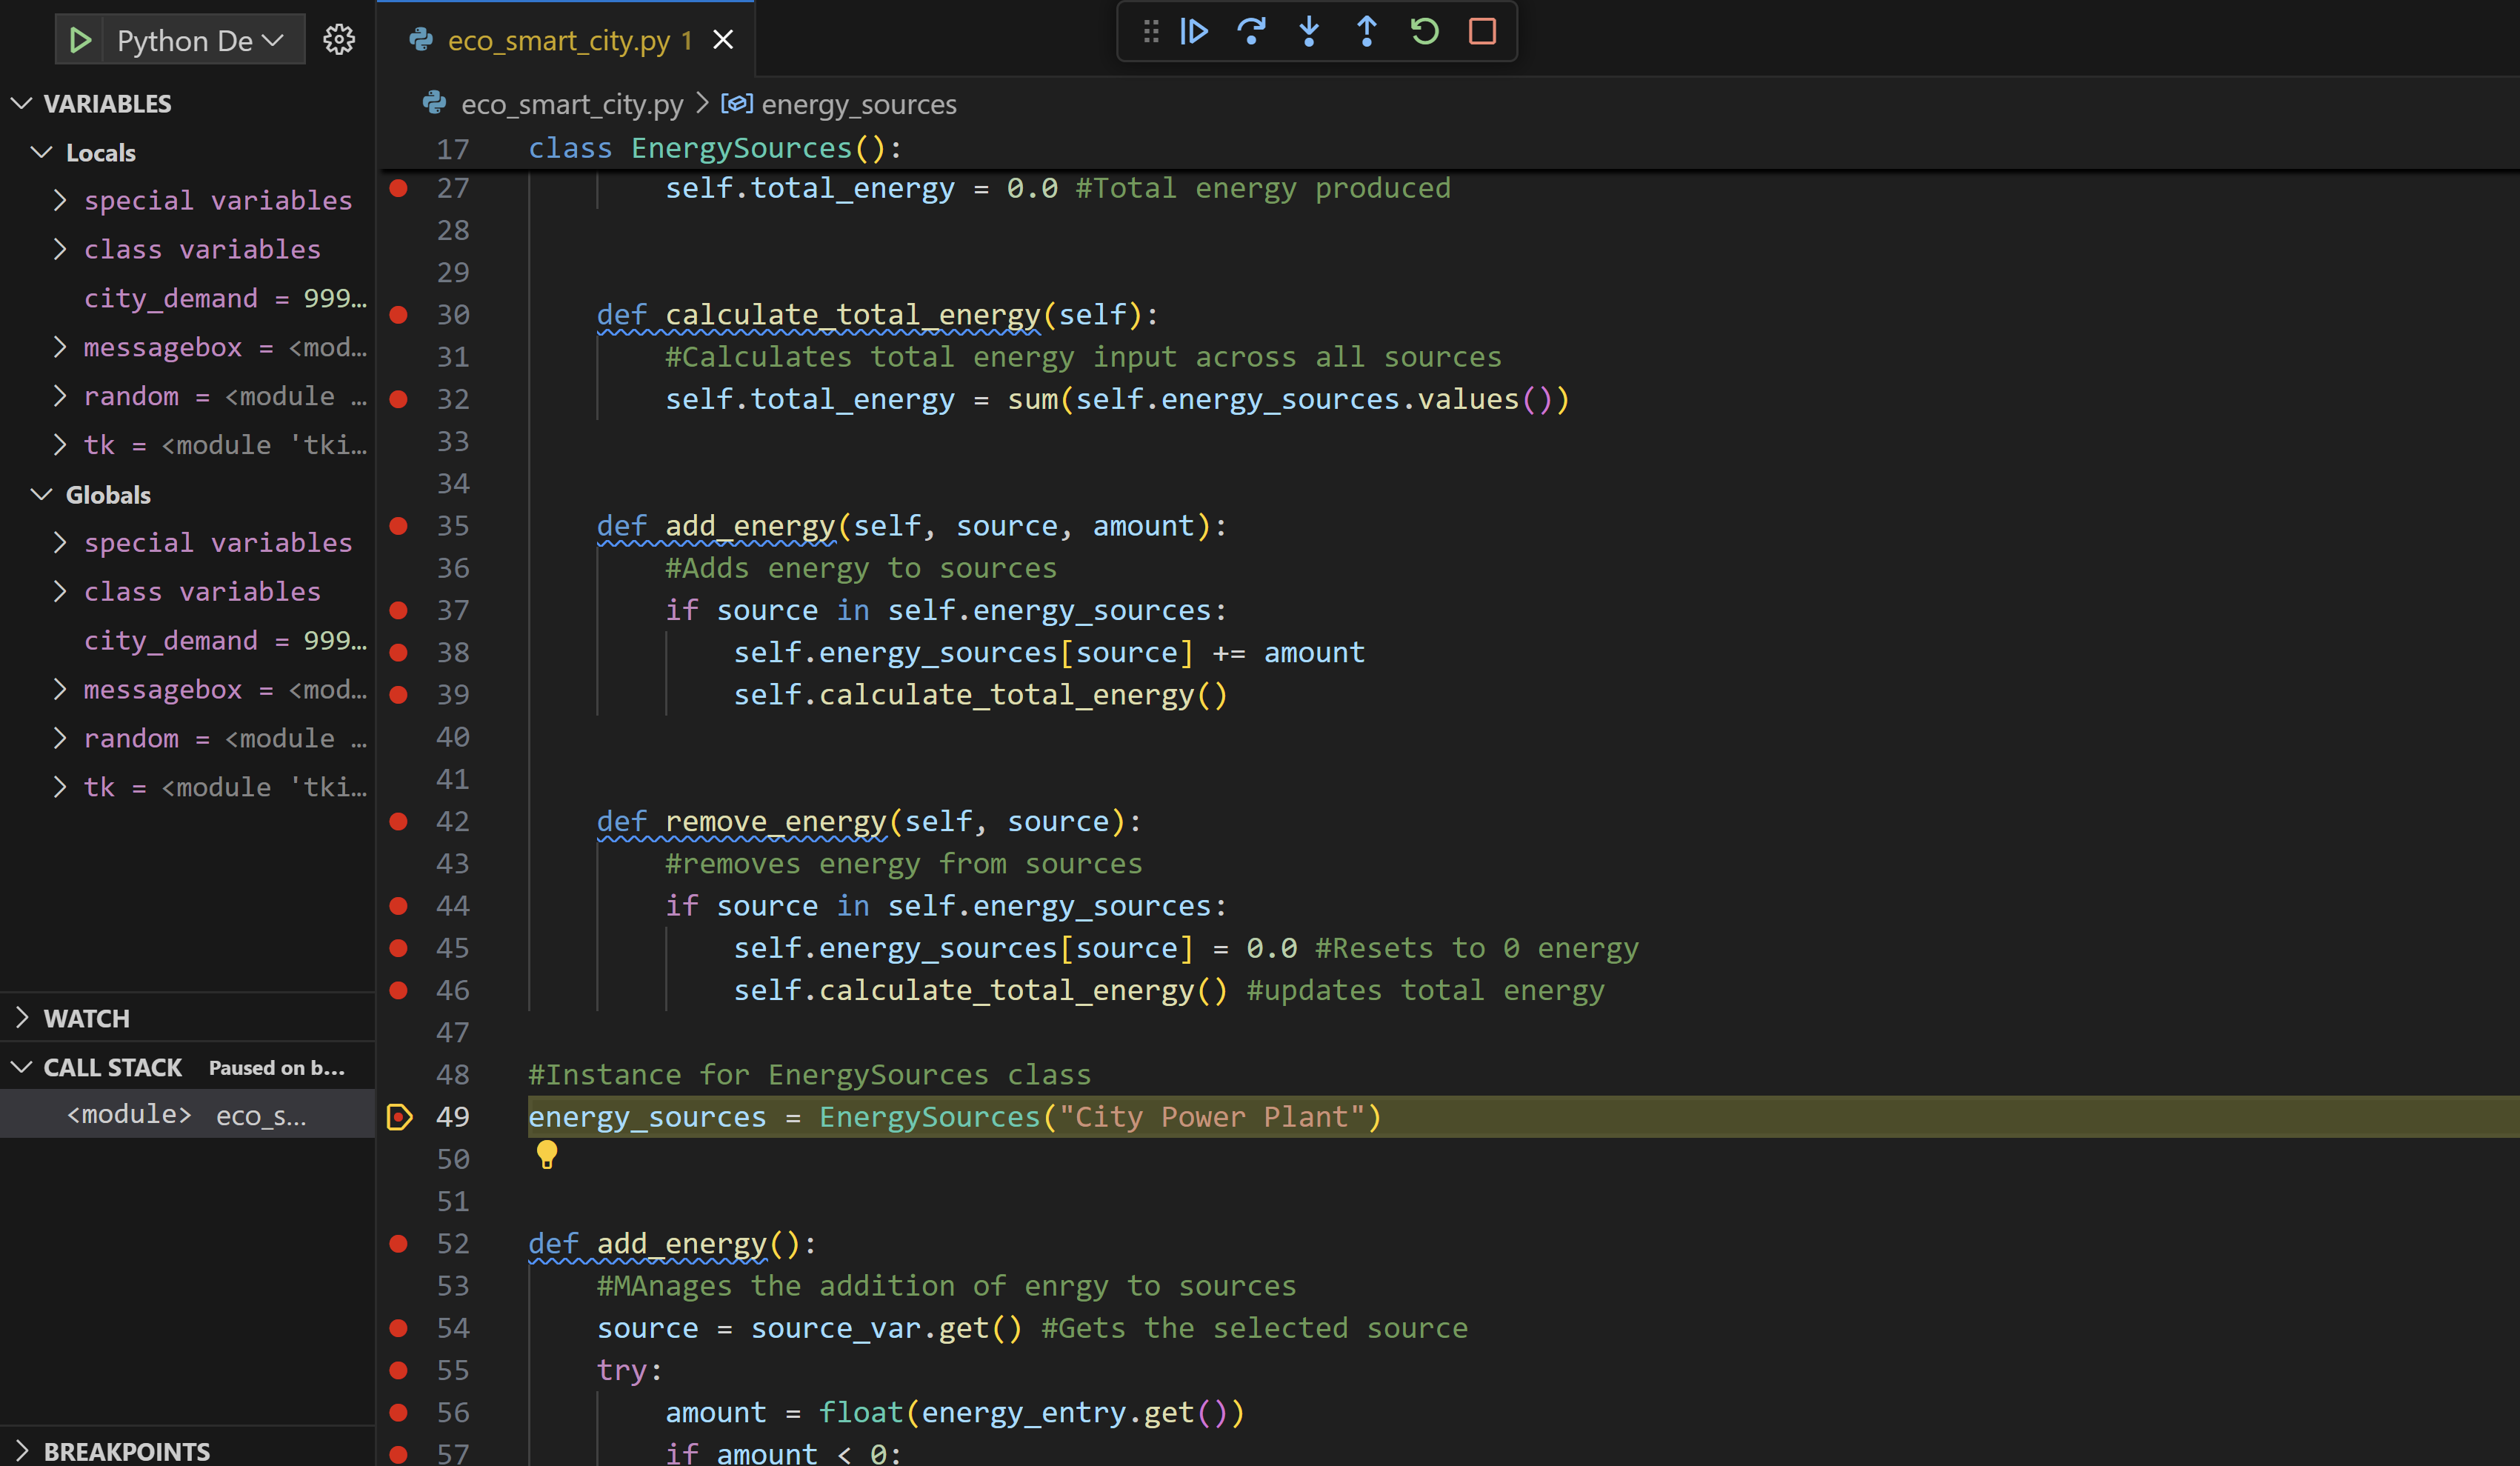 Python De
VARIABLES
Locals
special variables
class variables
city_demand = 999…
messagebox = <mod…
random = <module …
tk = <module 'tki…
Globals
special variables
class variables
city_demand = 999…
messagebox = <mod…
random = <module …
tk = <module 'tki…
WATCH
CALL STACK Paused on b…
<module> eco_s…
BREAKPOINTS
eco_smart_city.py 1
eco_smart_city.py > energy_sources
17 class EnergySources():
27 self.total_energy = 0.0 #Total energy produced
28
29
30 def calculate_total_energy(self):
31 #Calculates total energy input across all sources
32 self.total_energy = sum(self.energy_sources.values())
33
34
35 def add_energy(self, source, amount):
36 #Adds energy to sources
37 if source in self.energy_sources:
38 self.energy_sources[source] += amount
39 self.calculate_total_energy()
40
41
42 def remove_energy(self, source):
43 #removes energy from sources
44 if source in self.energy_sources:
45 self.energy_sources[source] = 0.0 #Resets to 0 energy
46 self.calculate_total_energy() #updates total energy
47
48 #Instance for EnergySources class
49 energy_sources = EnergySources("City Power Plant")
50
51
52 def add_energy():
53 #MAnages the addition of enrgy to sources
54 source = source_var.get() #Gets the selected source
55 try:
56 amount = float(energy_entry.get())
57 if amount < 0: